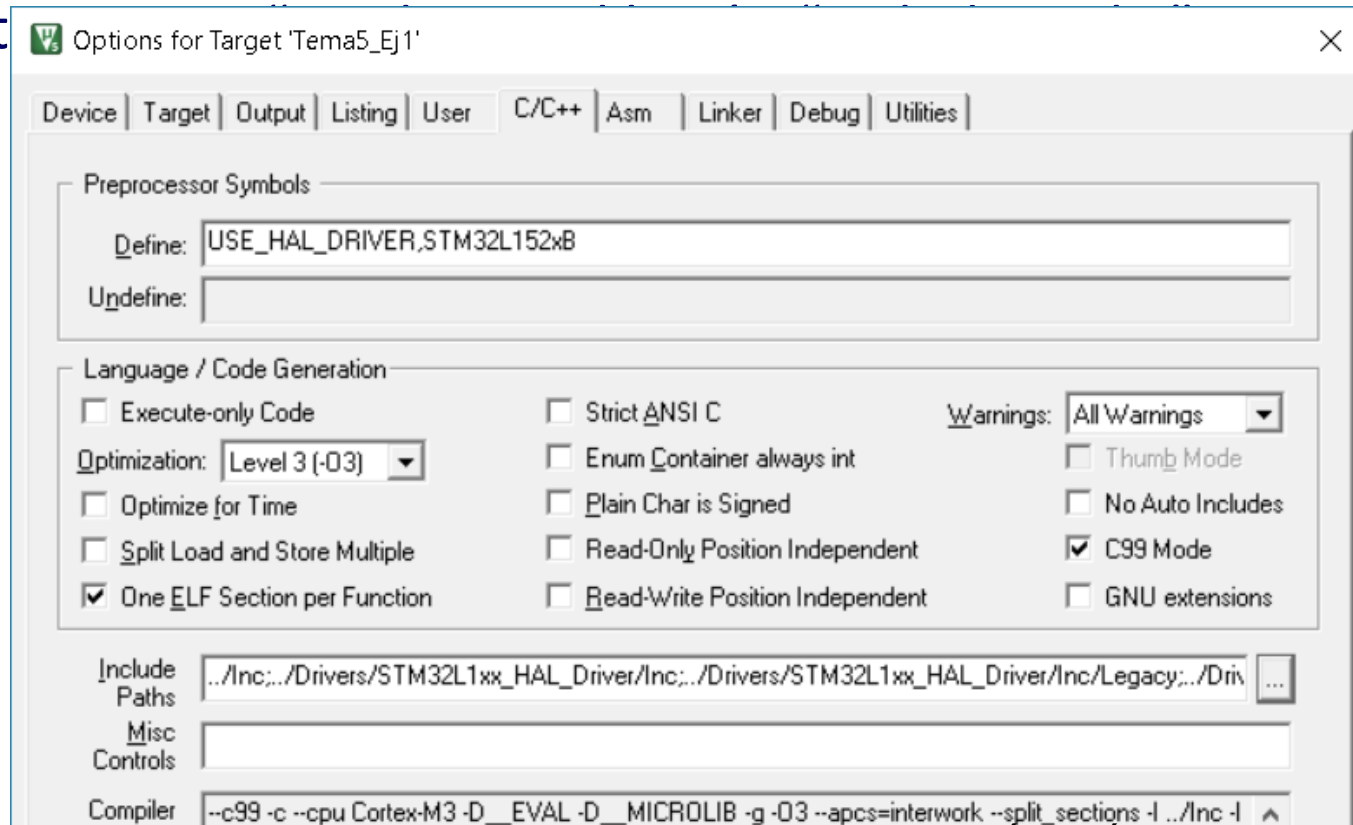 t
Options for Target 'Tema5_Ej1'
Device Target Output Listing User C/C++ Asm Linker Debug Utilities
Preprocessor Symbols
Define: USE_HAL_DRIVER,STM32L152xB
Undefine:
Language / Code Generation
Execute-only Code Strict ANSI C Warnings: All Warnings
Optimization: Level 3 (-O3) Enum Container always int Thumb Mode
Optimize for Time Plain Char is Signed No Auto Includes
Split Load and Store Multiple Read-Only Position Independent C99 Mode
One ELF Section per Function Read-Write Position Independent GNU extensions
Include Paths ../Inc;../Drivers/STM32L1xx_HAL_Driver/Inc;../Drivers/STM32L1xx_HAL_Driver/Inc/Legacy;../Driv ...
Misc Controls
Compiler --c99 -c --cpu Cortex-M3 -D__EVAL -D__MICROLIB -g -O3 --apcs=interwork --split_sections -I ../Inc -I